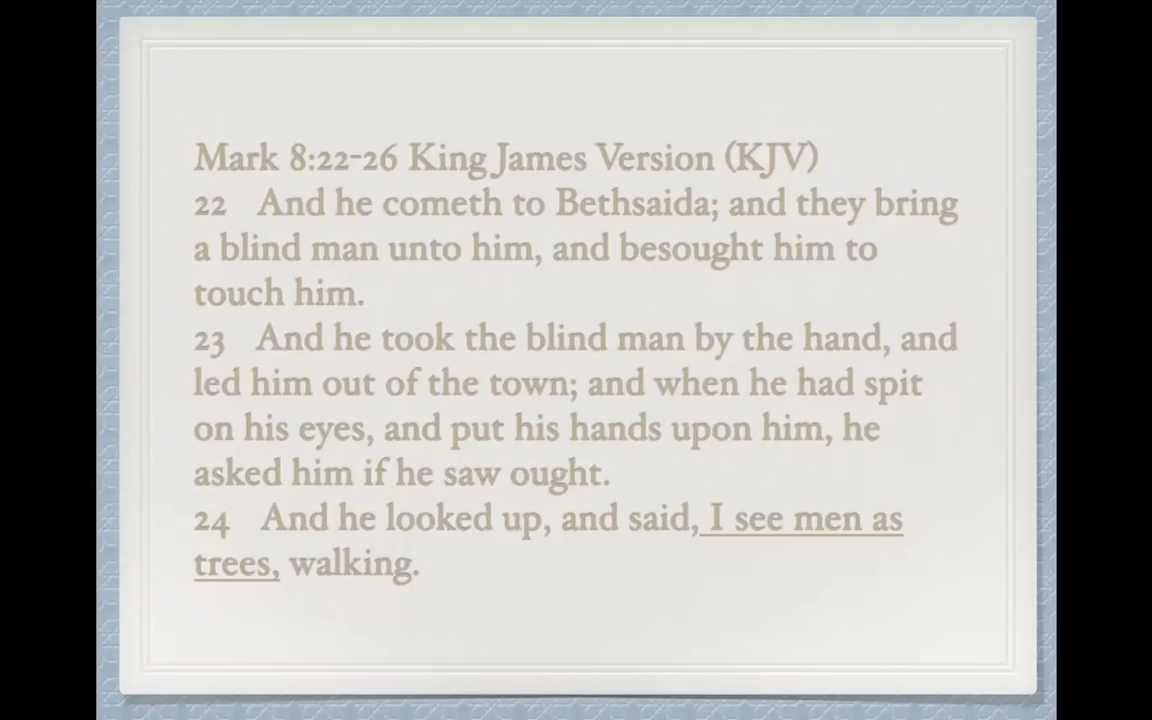 Mark 8:22-26 King James Version (KJV)
22 And he cometh to Bethsaida; and they bring
a blind man unto him, and besought him to
touch him.
23 And he took the blind man by the hand, and
led him out of the town; and when he had spit
on his eyes, and put his hands upon him, he
asked him if he saw ought.
24 And he looked up, and said, I see men as
trees, walking.